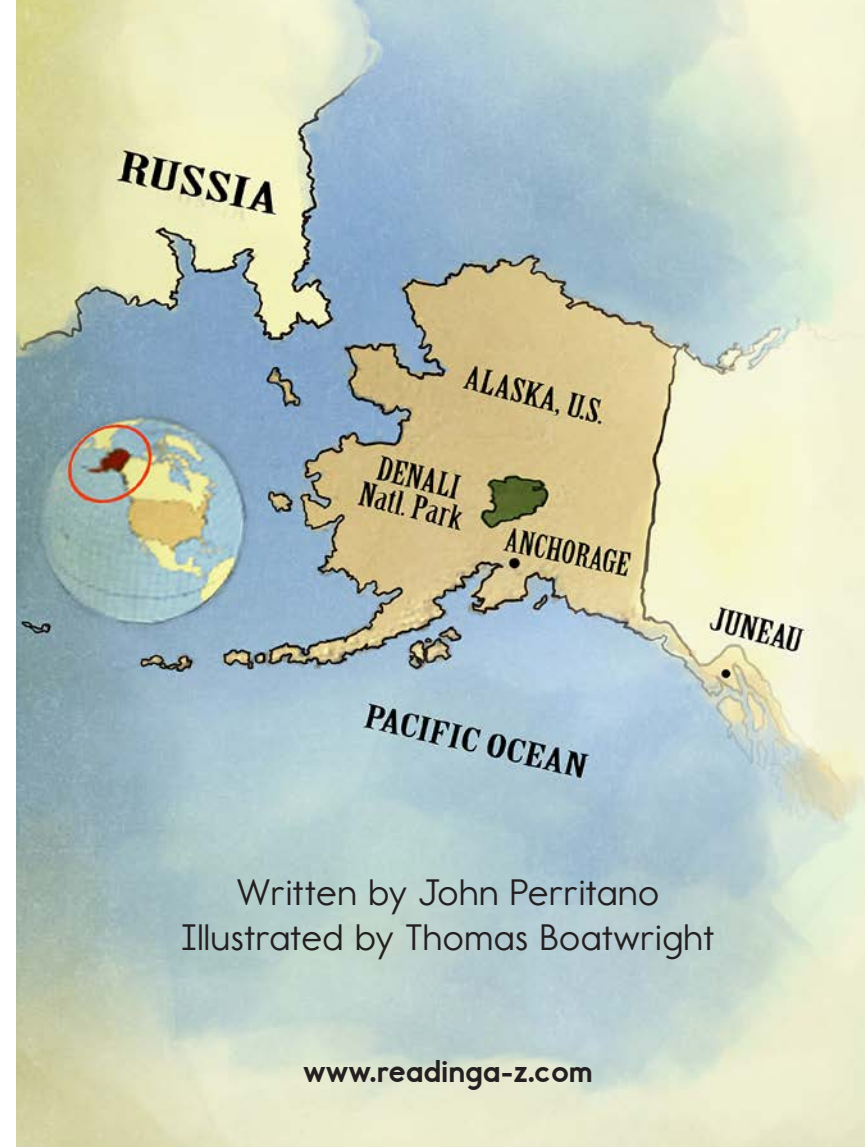 RUSSIA
ALASKA, U.S.
DENALI
Natl. Park
ANCHORAGE
JUNEAU
PACIFIC OCEAN
Written by John Perritano
Illustrated by Thomas Boatwright
www.readinga-z.com